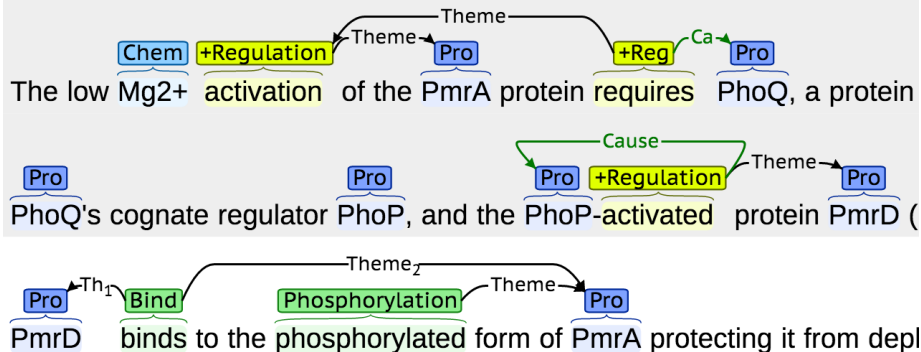 Theme
Theme Ca
Chem +Regulation Pro +Reg Pro
The low Mg2+ activation of the PmrA protein requires PhoQ, a protein
Cause
Theme
Pro Pro Pro +Regulation Pro
PhoQ's cognate regulator PhoP, and the PhoP-activated protein PmrD (
Theme2
Th1 Theme
Pro Bind Phosphorylation Pro
PmrD binds to the phosphorylated form of PmrA protecting it from deph